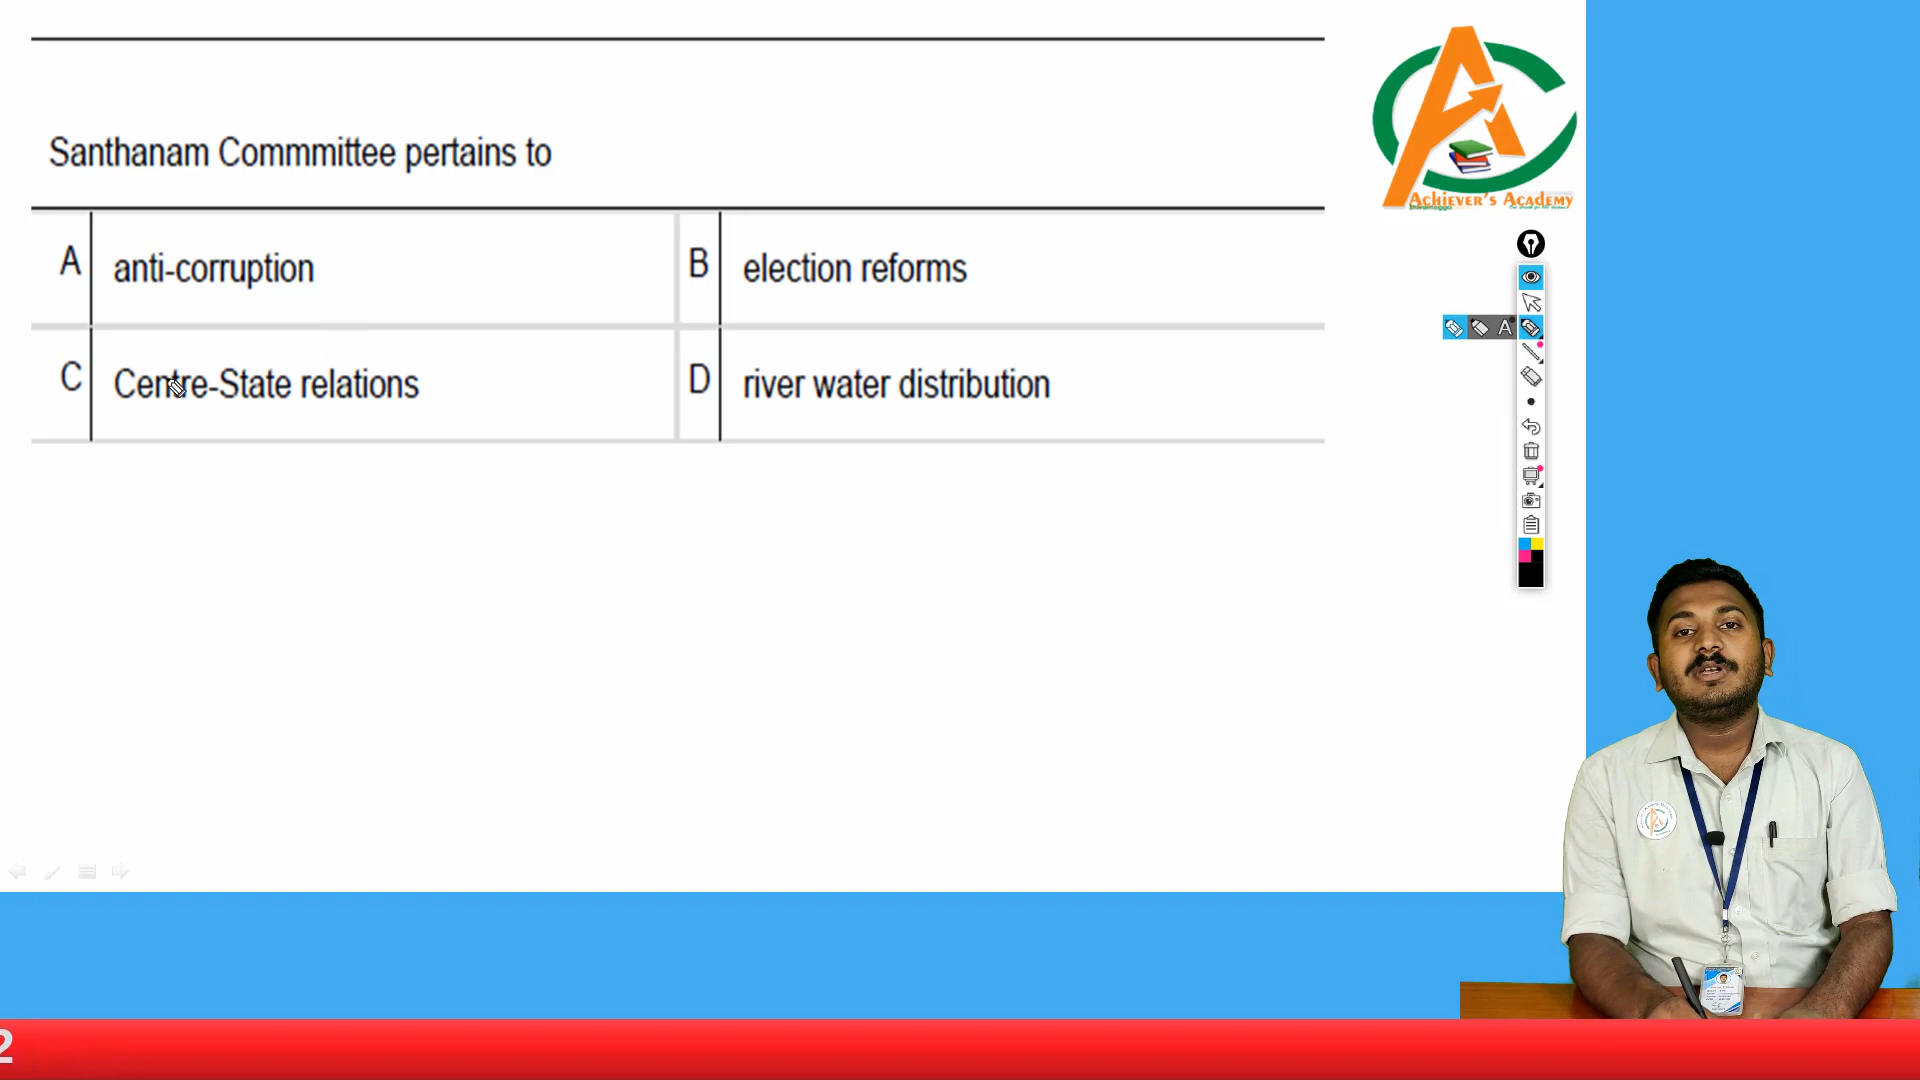 Santhanam Commmittee pertains to
A anti-corruption B election reforms
C Centre-State relations D river water distribution
ACHIEVER'S ACADEMY
A
2